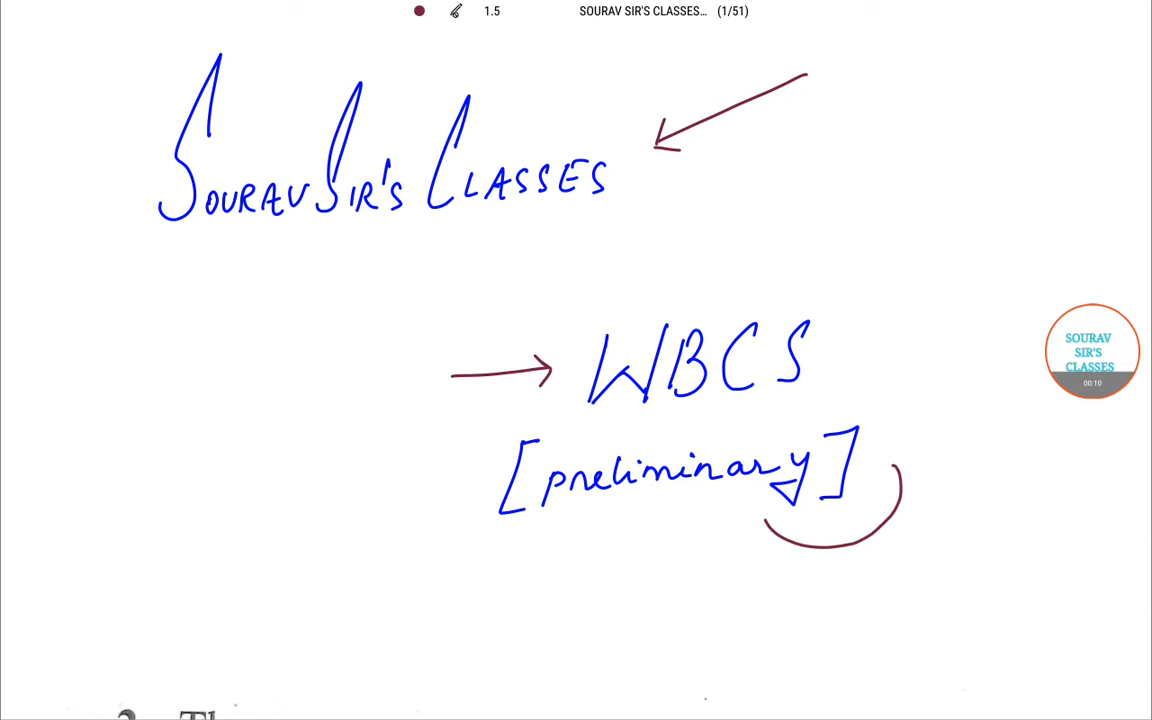 1.5 SOURAV SIR'S CLASSES... (1/51)
SOURAV SIR'S CLASSES
WBCS
[preliminary]
SOURAV
SIR'S
CLASSES
00:10